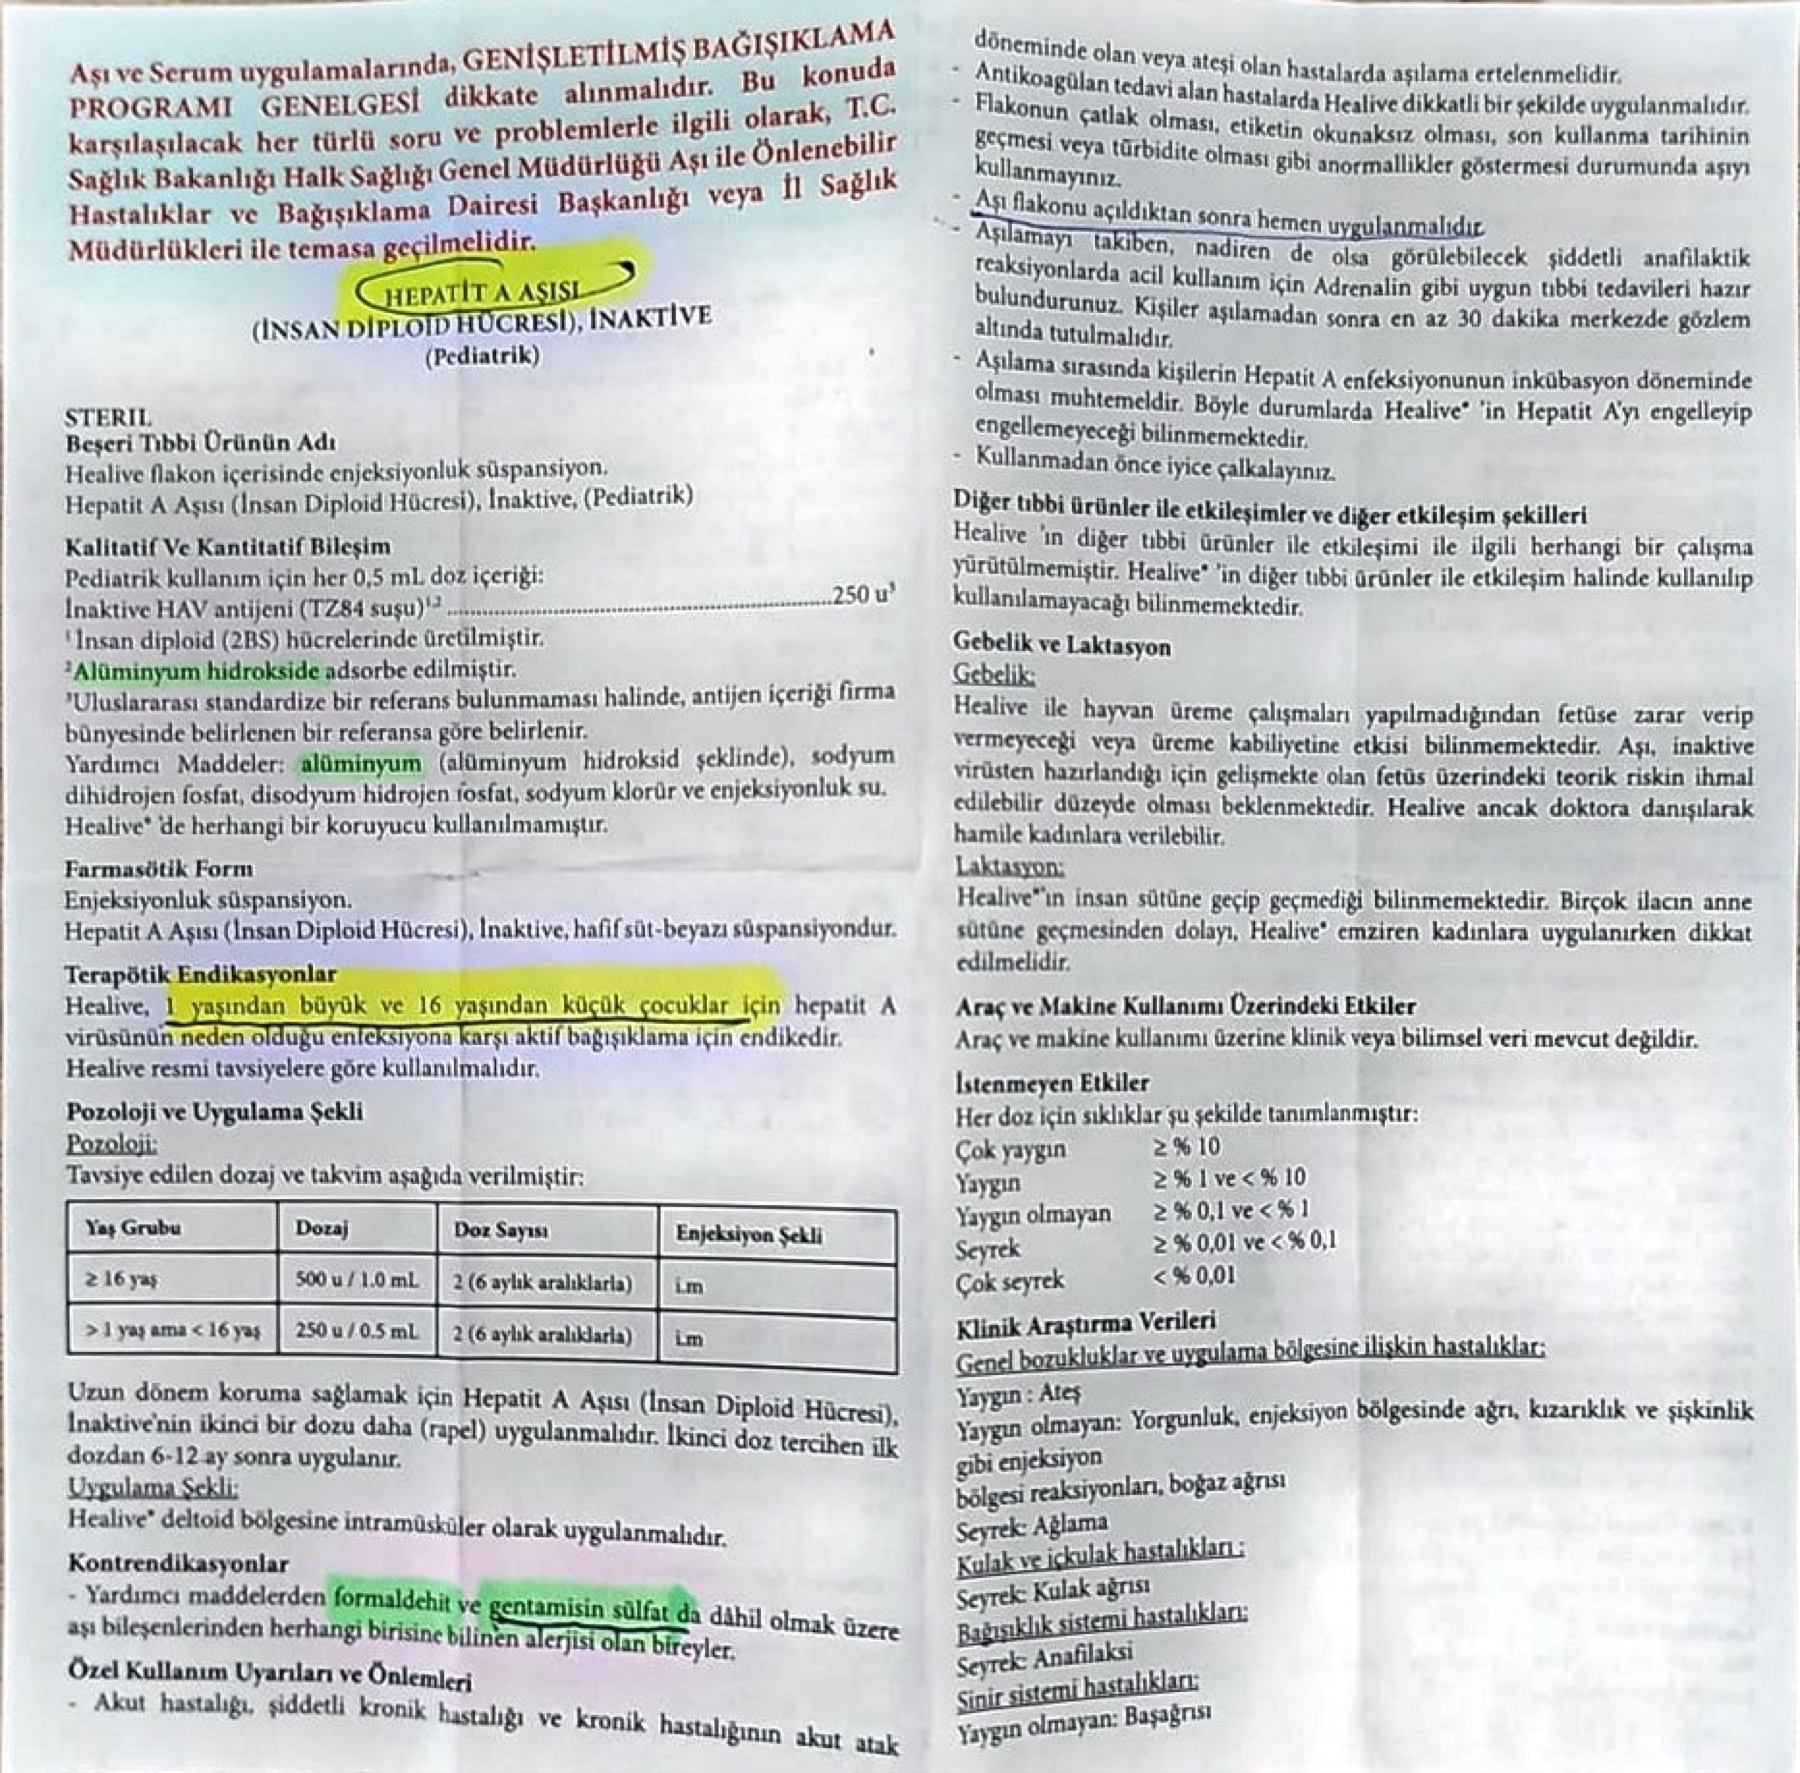 Aşı ve Serum uygulamalarında, GENİŞLETİLMİŞ BAĞIŞIKLAMA
PROGRAMI GENELGESİ dikkate alınmalıdır. Bu konuda
karşılaşılacak her türlü soru ve problemlerle ilgili olarak, T.C.
Sağlık Bakanlığı Halk Sağlığı Genel Müdürlüğü Aşı ile Önlenebilir
Hastalıklar ve Bağışıklama Dairesi Başkanlığı veya İl Sağlık
Müdürlükleri ile temasa geçilmelidir.
HEPATİT A AŞISI
(İNSAN DİPLOİD HÜCRESİ), İNAKTİVE
(Pediatrik)
STERIL
Beşeri Tıbbi Ürünün Adı
Healive flakon içerisinde enjeksiyonluk süspansiyon.
Hepatit A Aşısı (İnsan Diploid Hücresi), İnaktive, (Pediatrik)
Kalitatif Ve Kantitatif Bileşim
Pediatrik kullanım için her 0,5 mL doz içeriği:
İnaktive HAV antijeni (TZ84 suşu)¹,² ..........................................................250 u³
¹ İnsan diploid (2BS) hücrelerinde üretilmiştir.
²Alüminyum hidrokside adsorbe edilmiştir.
³Uluslararası standardize bir referans bulunmaması halinde, antijen içeriği firma
bünyesinde belirlenen bir referansa göre belirlenir.
Yardımcı Maddeler: alüminyum (alüminyum hidroksid şeklinde), sodyum
dihidrojen fosfat, disodyum hidrojen fosfat, sodyum klorür ve enjeksiyonluk su.
Healive® 'de herhangi bir koruyucu kullanılmamıştır.
Farmasötik Form
Enjeksiyonluk süspansiyon.
Hepatit A Aşısı (İnsan Diploid Hücresi), İnaktive, hafif süt-beyazı süspansiyondur.
Terapötik Endikasyonlar
Healive, 1 yaşından büyük ve 16 yaşından küçük çocuklar için hepatit A
virüsünün neden olduğu enfeksiyona karşı aktif bağışıklama için endikedir.
Healive resmi tavsiyelere göre kullanılmalıdır.
Pozoloji ve Uygulama Şekli
Pozoloji:
Tavsiye edilen dozaj ve takvim aşağıda verilmiştir:
Yaş Grubu Dozaj Doz Sayısı Enjeksiyon Şekli
≥ 16 yaş 500 u / 1.0 mL 2 (6 aylık aralıklarla) i.m
> 1 yaş ama < 16 yaş 250 u / 0.5 mL 2 (6 aylık aralıklarla) i.m
Uzun dönem koruma sağlamak için Hepatit A Aşısı (İnsan Diploid Hücresi),
İnaktive'nin ikinci bir dozu daha (rapel) uygulanmalıdır. İkinci doz tercihen ilk
dozdan 6-12 ay sonra uygulanır.
Uygulama Şekli:
Healive® deltoid bölgesine intramüsküler olarak uygulanmalıdır.
Kontrendikasyonlar
- Yardımcı maddelerden formaldehit ve gentamisin sülfat da dâhil olmak üzere
aşı bileşenlerinden herhangi birisine bilinen alerjisi olan bireyler.
Özel Kullanım Uyarıları ve Önlemleri
- Akut hastalığı, şiddetli kronik hastalığı ve kronik hastalığının akut atak
döneminde olan veya ateşi olan hastalarda aşılama ertelenmelidir.
- Antikoagülan tedavi alan hastalarda Healive dikkatli bir şekilde uygulanmalıdır.
- Flakonun çatlak olması, etiketin okunaksız olması, son kullanma tarihinin
geçmesi veya türbidite olması gibi anormallikler göstermesi durumunda aşıyı
kullanmayınız.
- Aşı flakonu açıldıktan sonra hemen uygulanmalıdır
- Aşılamayı takiben, nadiren de olsa görülebilecek şiddetli anafilaktik
reaksiyonlarda acil kullanım için Adrenalin gibi uygun tıbbi tedavileri hazır
bulundurunuz. Kişiler aşılamadan sonra en az 30 dakika merkezde gözlem
altında tutulmalıdır.
- Aşılama sırasında kişilerin Hepatit A enfeksiyonunun inkübasyon döneminde
olması muhtemeldir. Böyle durumlarda Healive® 'in Hepatit A'yı engelleyip
engellemeyeceği bilinmemektedir.
- Kullanmadan önce iyice çalkalayınız.
Diğer tıbbi ürünler ile etkileşimler ve diğer etkileşim şekilleri
Healive 'in diğer tıbbi ürünler ile etkileşimi ile ilgili herhangi bir çalışma
yürütülmemiştir. Healive® 'in diğer tıbbi ürünler ile etkileşim halinde kullanılıp
kullanılamayacağı bilinmemektedir.
Gebelik ve Laktasyon
Gebelik:
Healive ile hayvan üreme çalışmaları yapılmadığından fetüse zarar verip
vermeyeceği veya üreme kabiliyetine etkisi bilinmemektedir. Aşı, inaktive
virüsten hazırlandığı için gelişmekte olan fetüs üzerindeki teorik riskin ihmal
edilebilir düzeyde olması beklenmektedir. Healive ancak doktora danışılarak
hamile kadınlara verilebilir.
Laktasyon:
Healive®'in insan sütüne geçip geçmediği bilinmemektedir. Birçok ilacın anne
sütüne geçmesinden dolayı, Healive® emziren kadınlara uygulanırken dikkat
edilmelidir.
Araç ve Makine Kullanımı Üzerindeki Etkiler
Araç ve makine kullanımı üzerine klinik veya bilimsel veri mevcut değildir.
İstenmeyen Etkiler
Her doz için sıklıklar şu şekilde tanımlanmıştır:
Çok yaygın ≥ % 10
Yaygın ≥ % 1 ve < % 10
Yaygın olmayan ≥ % 0,1 ve < % 1
Seyrek ≥ % 0,01 ve < % 0,1
Çok seyrek < % 0,01
Klinik Araştırma Verileri
Genel bozukluklar ve uygulama bölgesine ilişkin hastalıklar:
Yaygın : Ateş
Yaygın olmayan: Yorgunluk, enjeksiyon bölgesinde ağrı, kızarıklık ve şişkinlik
gibi enjeksiyon
bölgesi reaksiyonları, boğaz ağrısı
Seyrek: Ağlama
Kulak ve içkulak hastalıkları :
Seyrek: Kulak ağrısı
Bağışıklık sistemi hastalıkları:
Seyrek: Anafilaksi
Sinir sistemi hastalıkları:
Yaygın olmayan: Başağrısı